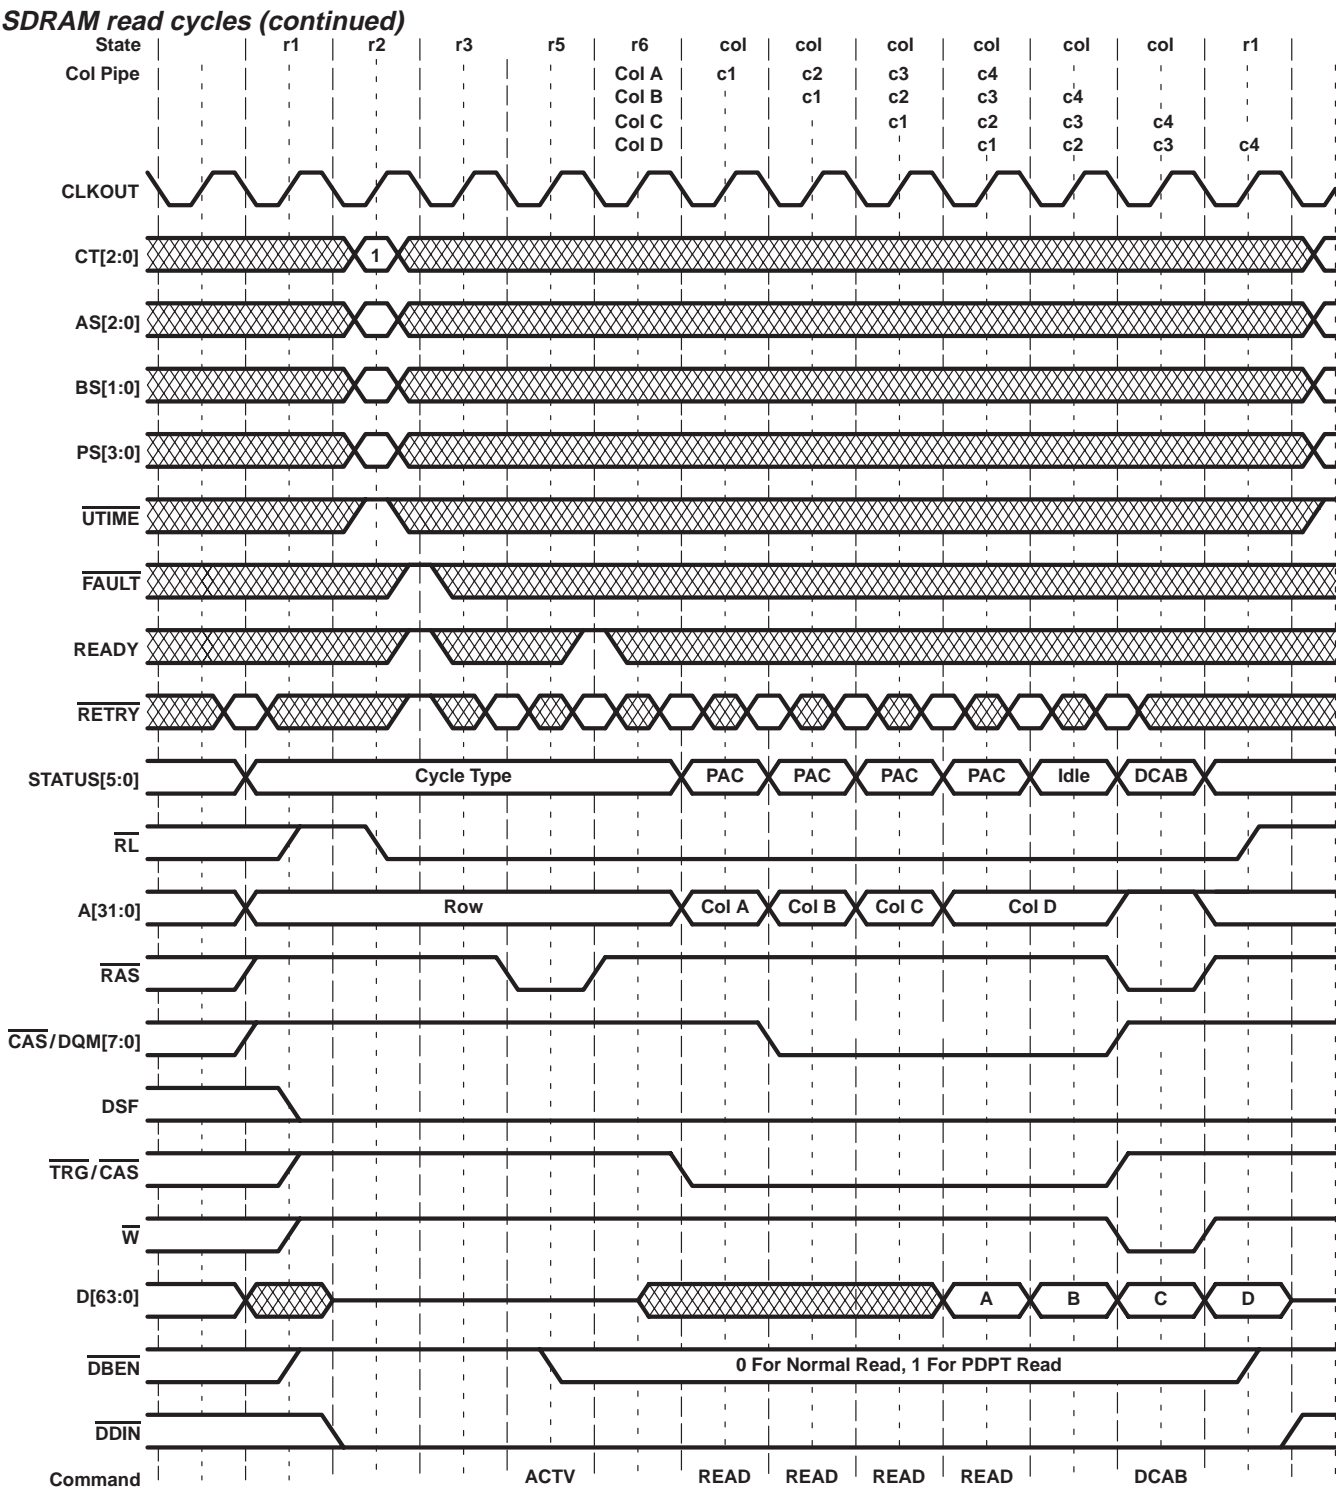 SDRAM read cycles (continued)
State r1 r2 r3 r5 r6 col col col col col col r1
Col Pipe Col A c1 c2 c3 c4
Col B c1 c2 c3 c4
Col C c1 c2 c3 c4
Col D c1 c2 c3 c4
CLKOUT
CT[2:0] 1
AS[2:0]
BS[1:0]
PS[3:0]
UTIME
FAULT
READY
RETRY
STATUS[5:0] Cycle Type PAC PAC PAC PAC Idle DCAB
RL
A[31:0] Row Col A Col B Col C Col D
RAS
CAS/DQM[7:0]
DSF
TRG/CAS
W
D[63:0] A B C D
DBEN 0 For Normal Read, 1 For PDPT Read
DDIN
Command ACTV READ READ READ READ DCAB